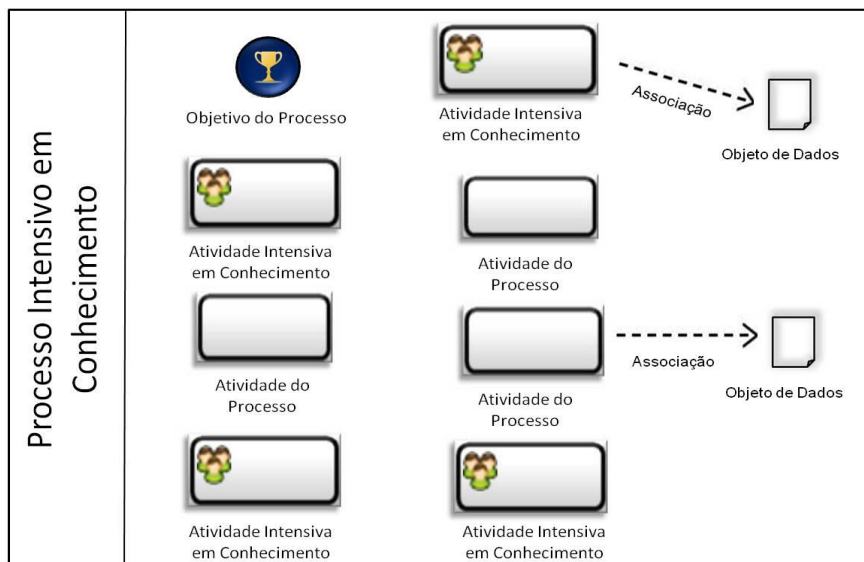 Processo Intensivo em
Conhecimento
Objetivo do Processo
Atividade Intensiva
em Conhecimento
Associação
Objeto de Dados
Atividade Intensiva
em Conhecimento
Atividade do
Processo
Atividade do
Processo
Atividade do
Processo
Associação
Objeto de Dados
Atividade Intensiva
em Conhecimento
Atividade Intensiva
em Conhecimento